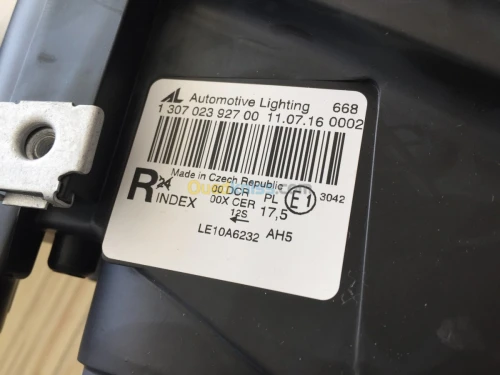 AL Automotive Lighting 668
1 307 023 927 00 11.07.16 0002
Made in Czech Republic
R 00 DCR PL E1 3042
INDEX 00X CER 17,5
12S
LE10A6232 AH5